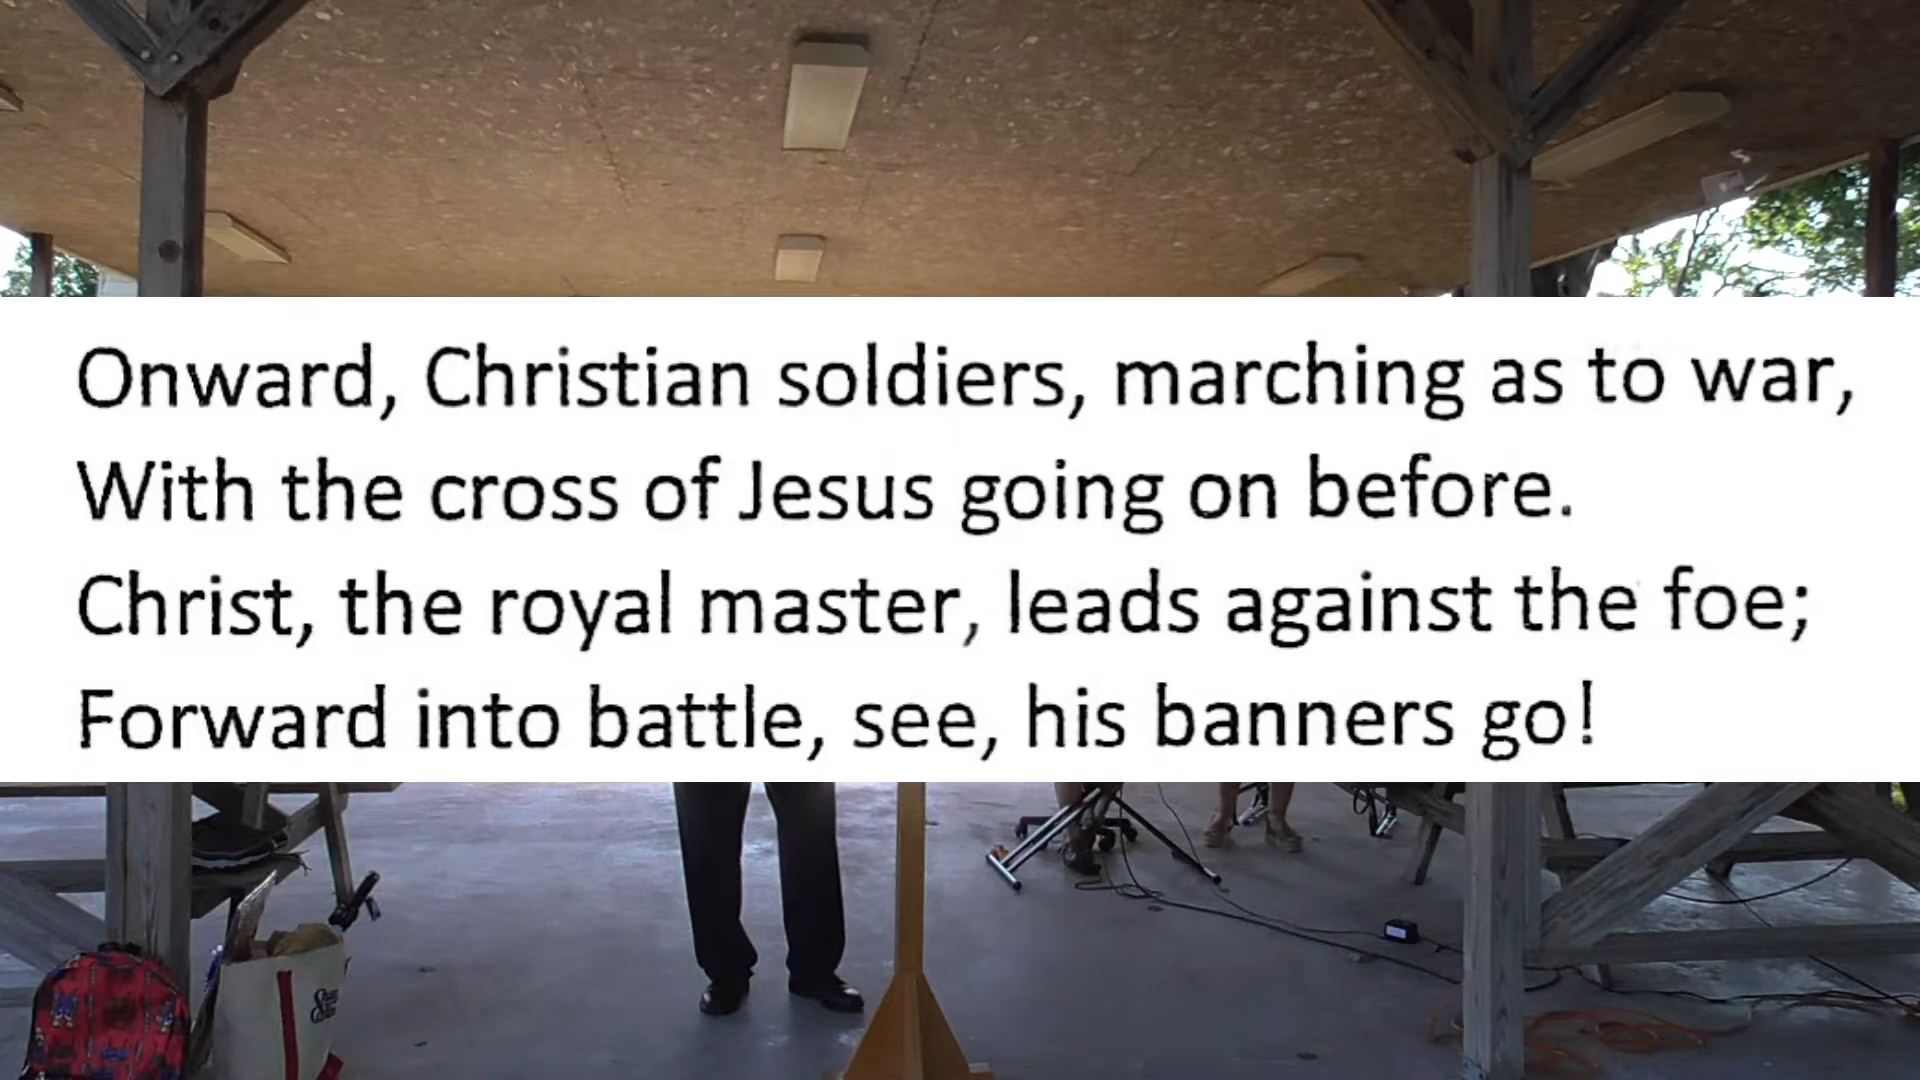 Onward, Christian soldiers, marching as to war,
With the cross of Jesus going on before.
Christ, the royal master, leads against the foe;
Forward into battle, see, his banners go!